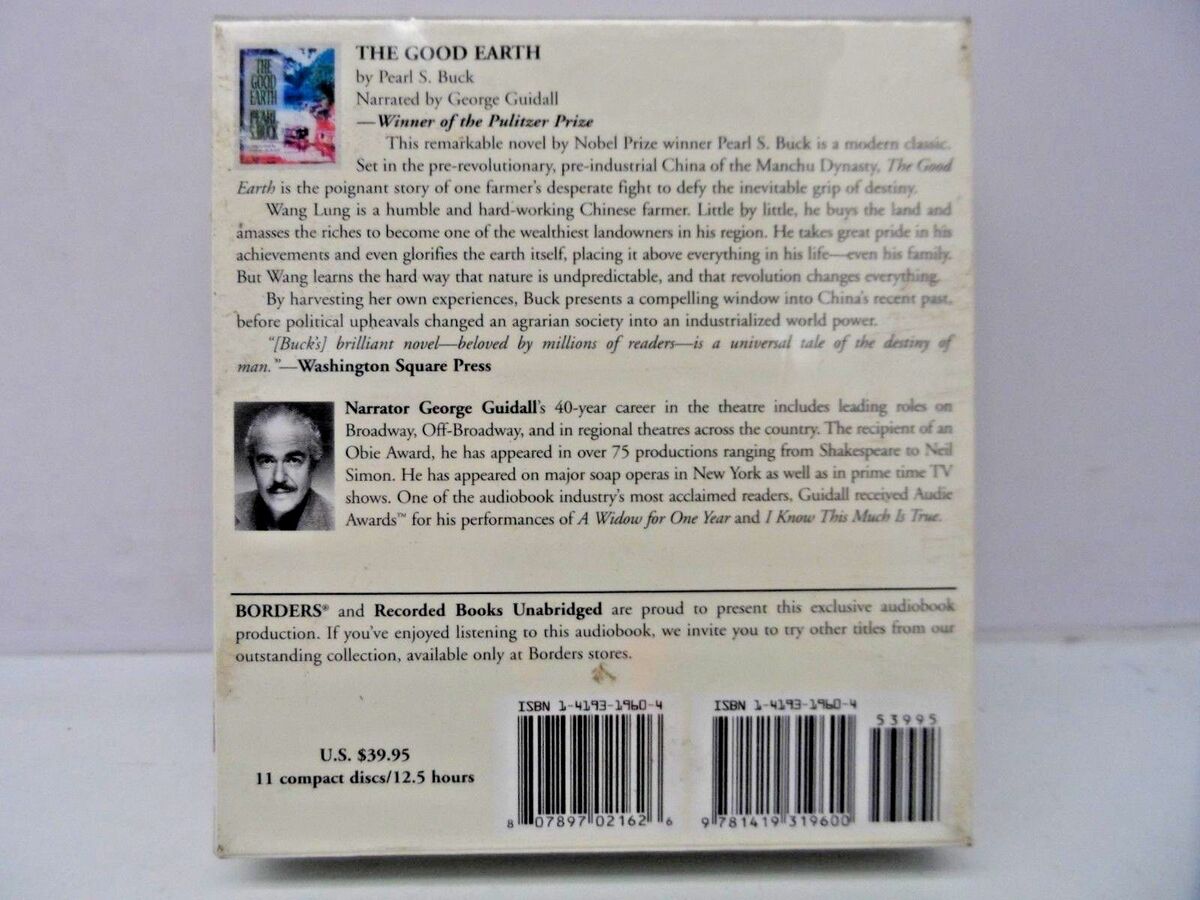 THE GOOD EARTH
by Pearl S. Buck
Narrated by George Guidall
—Winner of the Pulitzer Prize
This remarkable novel by Nobel Prize winner Pearl S. Buck is a modern classic.
Set in the pre-revolutionary, pre-industrial China of the Manchu Dynasty, The Good
Earth is the poignant story of one farmer's desperate fight to defy the inevitable grip of destiny.
Wang Lung is a humble and hard-working Chinese farmer. Little by little, he buys the land and
amasses the riches to become one of the wealthiest landowners in his region. He takes great pride in his
achievements and even glorifies the earth itself, placing it above everything in his life—even his family.
But Wang learns the hard way that nature is undpredictable, and that revolution changes everything.
By harvesting her own experiences, Buck presents a compelling window into China's recent past,
before political upheavals changed an agrarian society into an industrialized world power.
"[Buck's] brilliant novel—beloved by millions of readers—is a universal tale of the destiny of
man."—Washington Square Press
THE
GOOD
EARTH
PEARL
S. BUCK
Narrator George Guidall's 40-year career in the theatre includes leading roles on
Broadway, Off-Broadway, and in regional theatres across the country. The recipient of an
Obie Award, he has appeared in over 75 productions ranging from Shakespeare to Neil
Simon. He has appeared on major soap operas in New York as well as in prime time TV
shows. One of the audiobook industry's most acclaimed readers, Guidall received Audie
Awards™ for his performances of A Widow for One Year and I Know This Much Is True.
BORDERS® and Recorded Books Unabridged are proud to present this exclusive audiobook
production. If you've enjoyed listening to this audiobook, we invite you to try other titles from our
outstanding collection, available only at Borders stores.
U.S. $39.95
11 compact discs/12.5 hours
ISBN 1-4193-1960-4
8 07897 02162 6
ISBN 1-4193-1960-4
9 781419 319600
53995